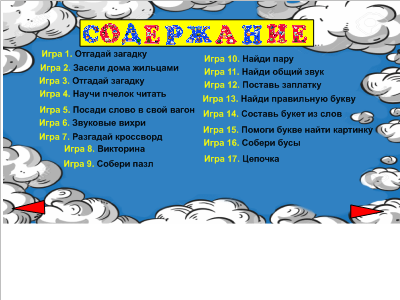 СОДЕРЖАНИЕ
Игра 1. Отгадай загадку
Игра 2. Засели дома жильцами
Игра 3. Отгадай загадку
Игра 4. Научи пчелок читать
Игра 5. Посади слово в свой вагон
Игра 6. Звуковые вихри
Игра 7. Разгадай кроссворд
Игра 8. Викторина
Игра 9. Собери пазл
Игра 10. Найди пару
Игра 11. Найди общий звук
Игра 12. Поставь заплатку
Игра 13. Найди правильную букву
Игра 14. Составь букет из слов
Игра 15. Помоги букве найти картинку
Игра 16. Собери бусы
Игра 17. Цепочка